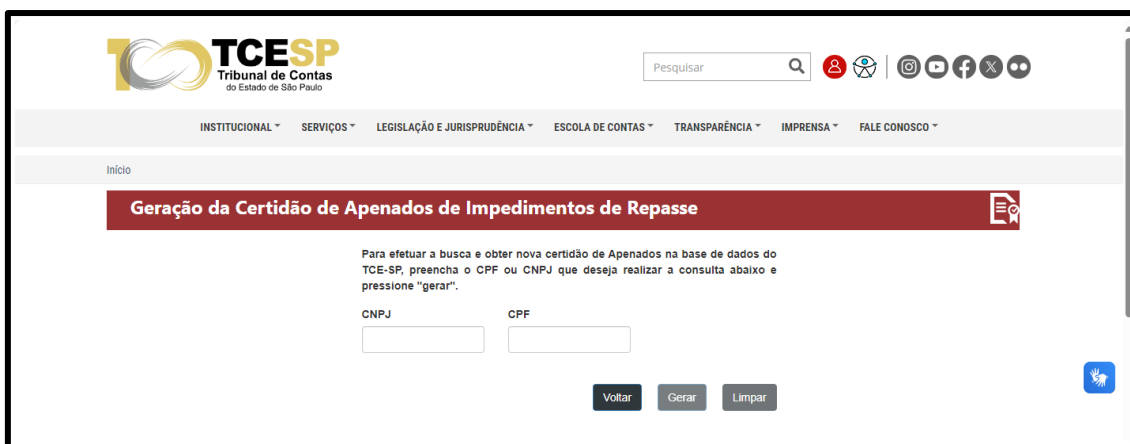 TCESP
Tribunal de Contas
do Estado de São Paulo
Pesquisar
INSTITUCIONAL SERVIÇOS LEGISLAÇÃO E JURISPRUDÊNCIA ESCOLA DE CONTAS TRANSPARÊNCIA IMPRENSA FALE CONOSCO
Início
Geração da Certidão de Apenados de Impedimentos de Repasse
Para efetuar a busca e obter nova certidão de Apenados na base de dados do
TCE-SP, preencha o CPF ou CNPJ que deseja realizar a consulta abaixo e
pressione "gerar".
CNPJ CPF
Voltar Gerar Limpar